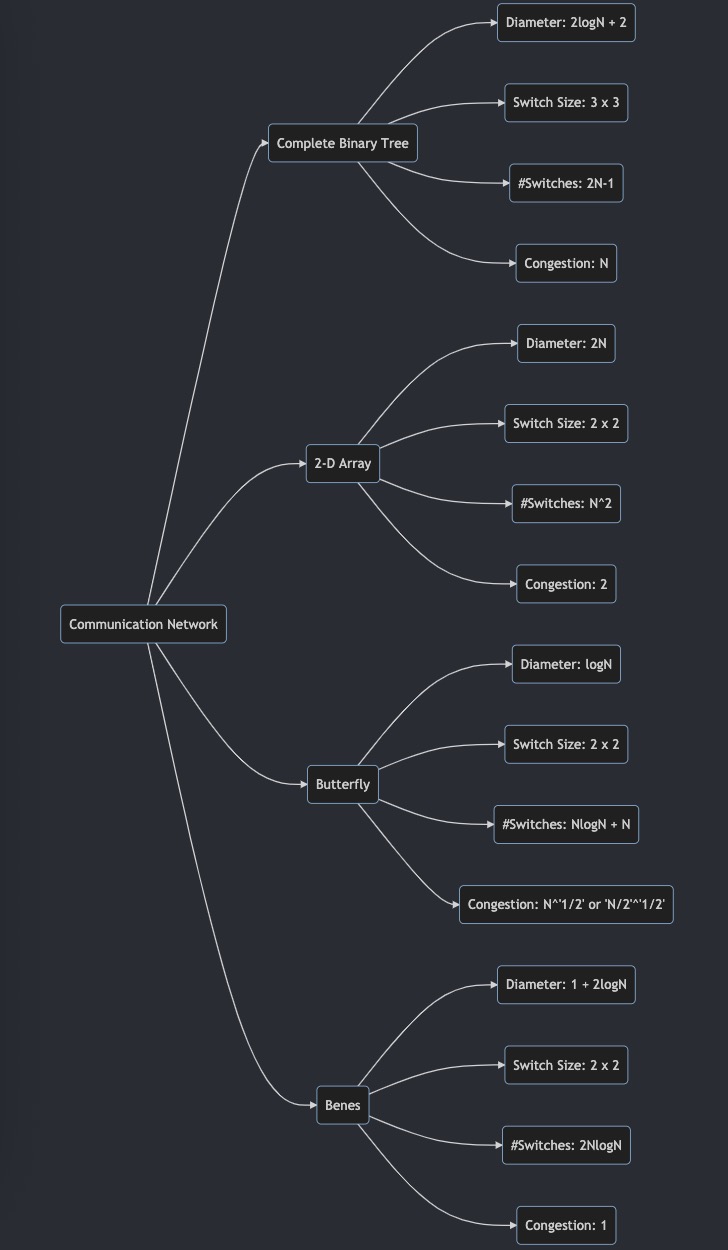 Communication Network
Complete Binary Tree
Diameter: 2logN + 2
Switch Size: 3 x 3
#Switches: 2N-1
Congestion: N
2-D Array
Diameter: 2N
Switch Size: 2 x 2
#Switches: N^2
Congestion: 2
Butterfly
Diameter: logN
Switch Size: 2 x 2
#Switches: NlogN + N
Congestion: N^'1/2' or 'N/2'^'1/2'
Benes
Diameter: 1 + 2logN
Switch Size: 2 x 2
#Switches: 2NlogN
Congestion: 1